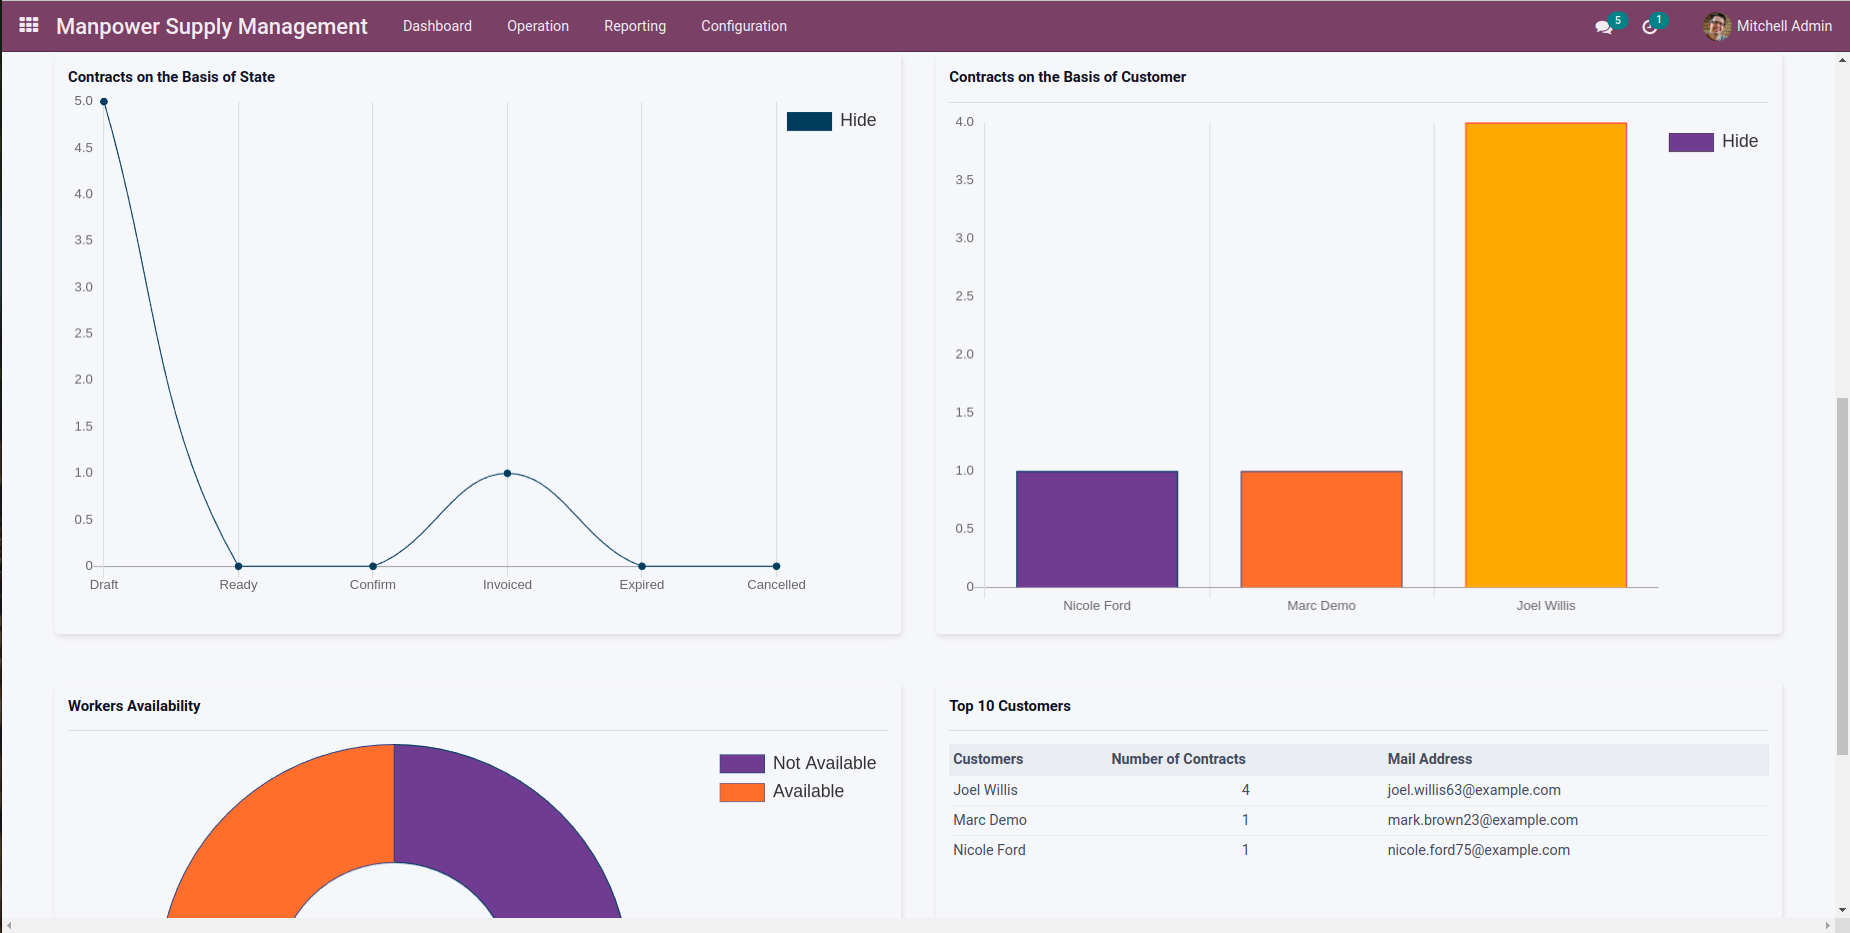 Manpower Supply Management Dashboard Operation Reporting Configuration 5 1 Mitchell Admin
Contracts on the Basis of State
5.0
4.5
4.0
3.5
3.0
2.5
2.0
1.5
1.0
0.5
0
Draft Ready Confirm Invoiced Expired Cancelled
Hide
Contracts on the Basis of Customer
4.0
3.5
3.0
2.5
2.0
1.5
1.0
0.5
0
Nicole Ford Marc Demo Joel Willis
Hide
Workers Availability
Not Available
Available
Top 10 Customers
Customers Number of Contracts Mail Address
Joel Willis 4 joel.willis63@example.com
Marc Demo 1 mark.brown23@example.com
Nicole Ford 1 nicole.ford75@example.com